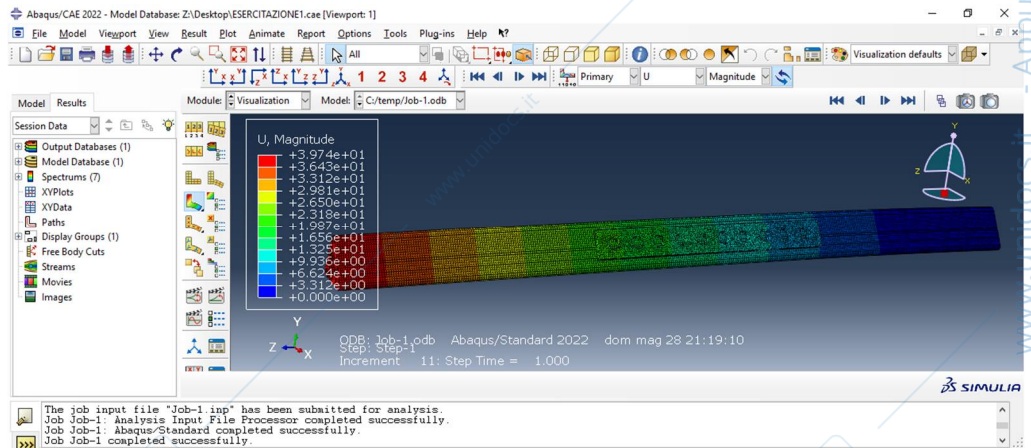 Abaqus/CAE 2022 - Model Database: Z:\Desktop\ESERCITAZIONE1.cae [Viewport: 1]
File Model Viewport View Result Plot Animate Report Options Tools Plug-ins Help
All
Visualization defaults
1 2 3 4
Primary U Magnitude
Model Results
Module: Visualization Model: C:/temp/Job-1.odb
Session Data
Output Databases (1)
Model Database (1)
Spectrums (7)
XYPlots
XYData
Paths
Display Groups (1)
Free Body Cuts
Streams
Movies
Images
U, Magnitude
+3.974e+01
+3.643e+01
+3.312e+01
+2.981e+01
+2.650e+01
+2.318e+01
+1.987e+01
+1.656e+01
+1.325e+01
+9.936e+00
+6.624e+00
+3.312e+00
+0.000e+00
Y
Z
X
Y
Z
X
ODB: Job-1.odb Abaqus/Standard 2022 dom mag 28 21:19:10
Step: Step-1
Increment 11: Step Time = 1.000
SIMULIA
The job input file "Job-1.inp" has been submitted for analysis.
Job Job-1: Analysis Input File Processor completed successfully.
Job Job-1: Abaqus/Standard completed successfully.
Job Job-1 completed successfully.
>>>
www.unidocs.it